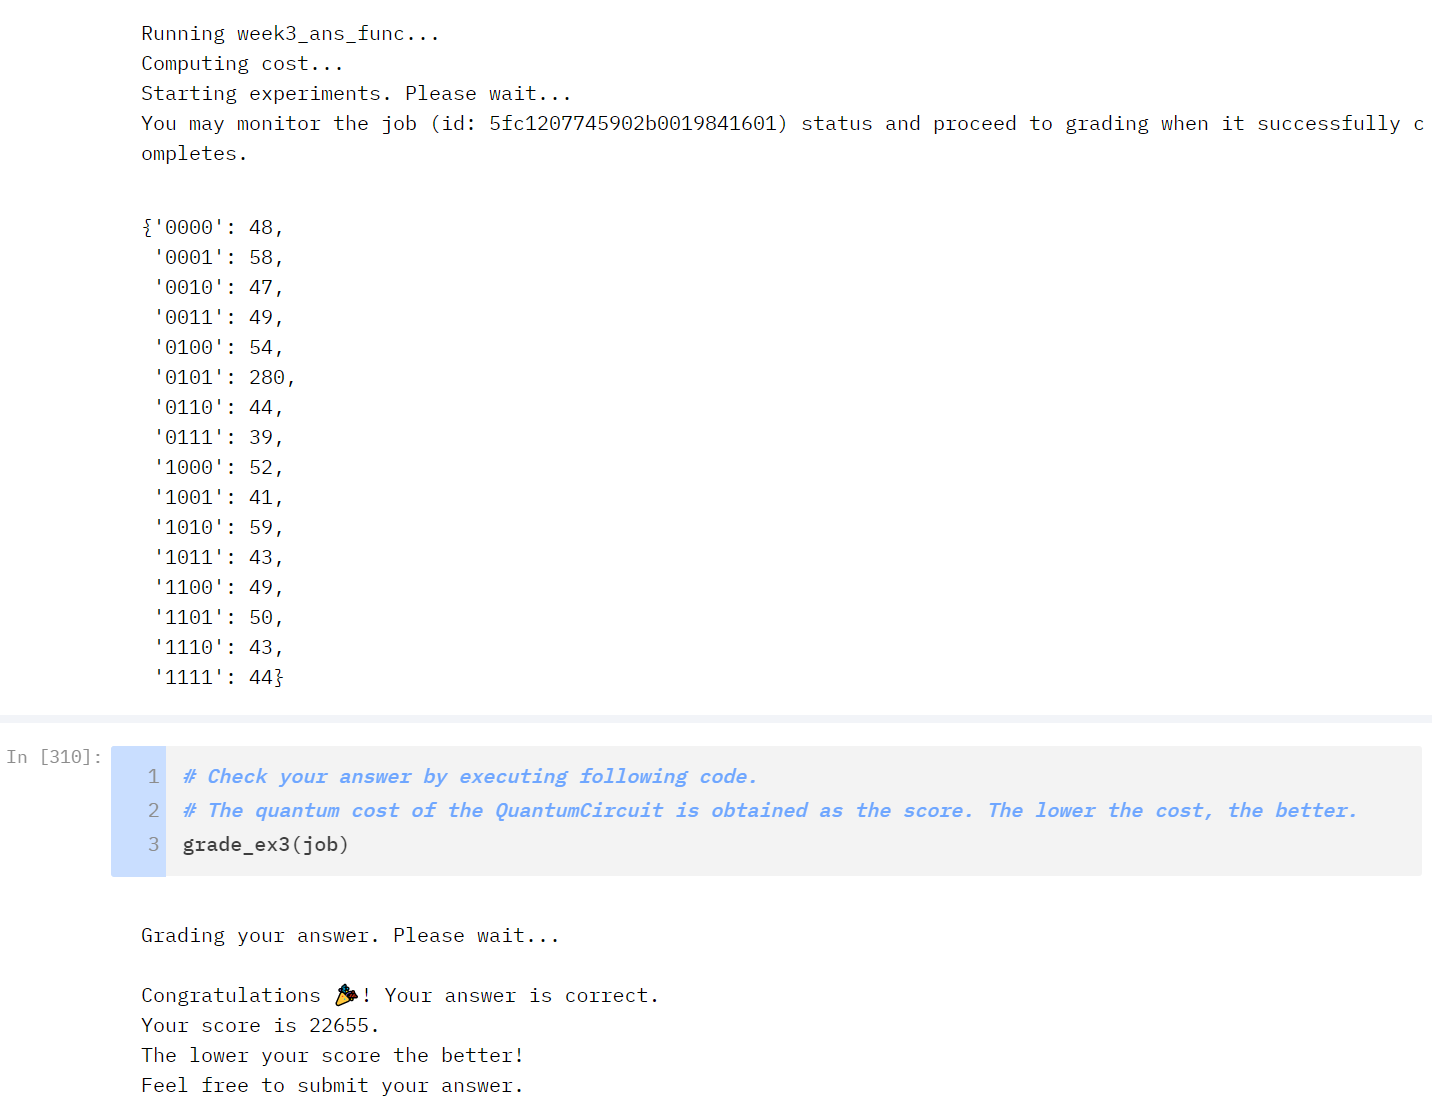 Running week3_ans_func...
Computing cost...
Starting experiments. Please wait...
You may monitor the job (id: 5fc1207745902b0019841601) status and proceed to grading when it successfully c
ompletes.
{'0000': 48,
'0001': 58,
'0010': 47,
'0011': 49,
'0100': 54,
'0101': 280,
'0110': 44,
'0111': 39,
'1000': 52,
'1001': 41,
'1010': 59,
'1011': 43,
'1100': 49,
'1101': 50,
'1110': 43,
'1111': 44}
In [310]:
1 # Check your answer by executing following code.
2 # The quantum cost of the QuantumCircuit is obtained as the score. The lower the cost, the better.
3 grade_ex3(job)
Grading your answer. Please wait...
Congratulations 🎉! Your answer is correct.
Your score is 22655.
The lower your score the better!
Feel free to submit your answer.